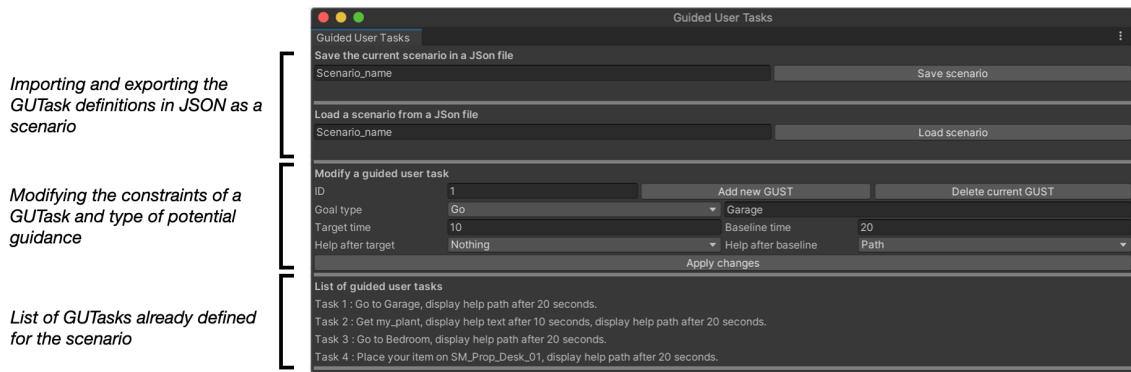 Guided User Tasks
Guided User Tasks
Save the current scenario in a JSon file
Scenario_name Save scenario
Importing and exporting the
GUTask definitions in JSON as a
scenario
Load a scenario from a JSon file
Scenario_name Load scenario
Modify a guided user task
ID 1 Add new GUST Delete current GUST
Goal type Go Garage
Target time 10 Baseline time 20
Help after target Nothing Help after baseline Path
Apply changes
Modifying the constraints of a
GUTask and type of potential
guidance
List of guided user tasks
Task 1 : Go to Garage, display help path after 20 seconds.
Task 2 : Get my_plant, display help text after 10 seconds, display help path after 20 seconds.
Task 3 : Go to Bedroom, display help path after 20 seconds.
Task 4 : Place your item on SM_Prop_Desk_01, display help path after 20 seconds.
List of GUTasks already defined
for the scenario